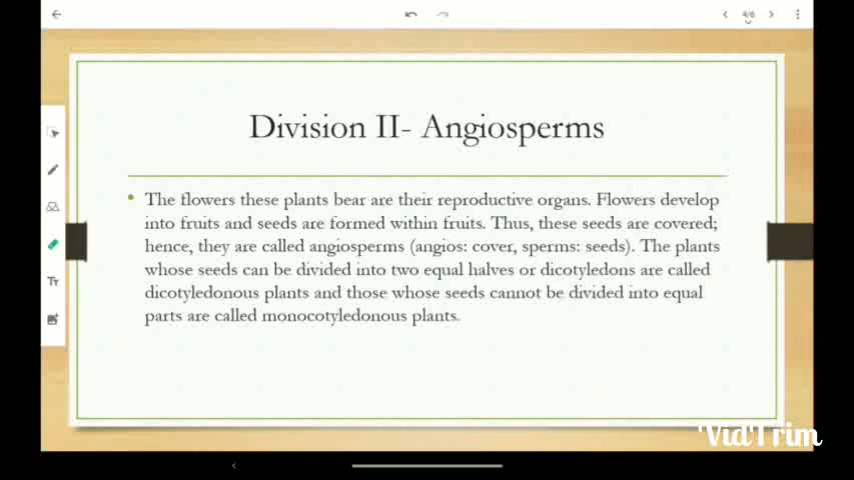 4/6
Division II- Angiosperms
• The flowers these plants bear are their reproductive organs. Flowers develop
into fruits and seeds are formed within fruits. Thus, these seeds are covered;
hence, they are called angiosperms (angios: cover, sperms: seeds). The plants
whose seeds can be divided into two equal halves or dicotyledons are called
dicotyledonous plants and those whose seeds cannot be divided into equal
parts are called monocotyledonous plants.
Tт
VidTrim